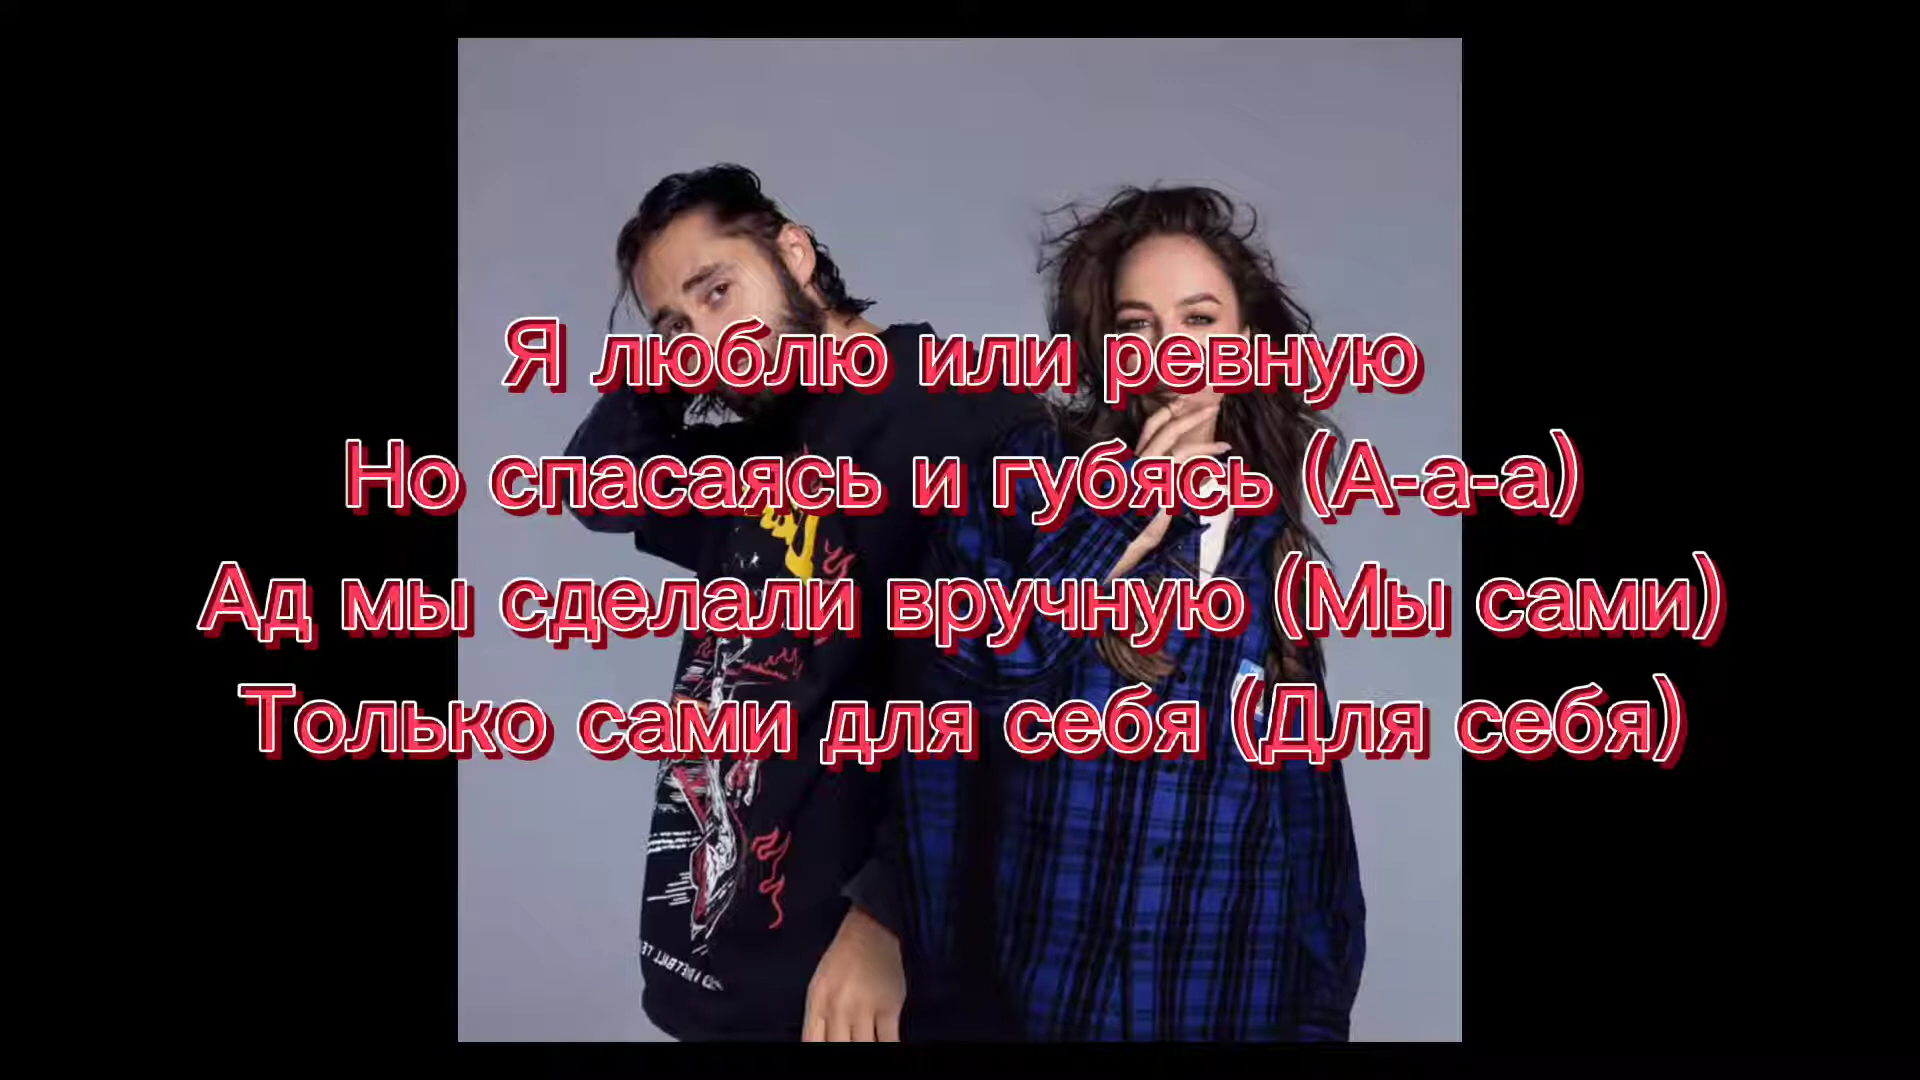 Я люблю или ревную
Но спасаясь и губясь (А-а-а)
Ад мы сделали вручную (Мы сами)
Только сами для себя (Для себя)